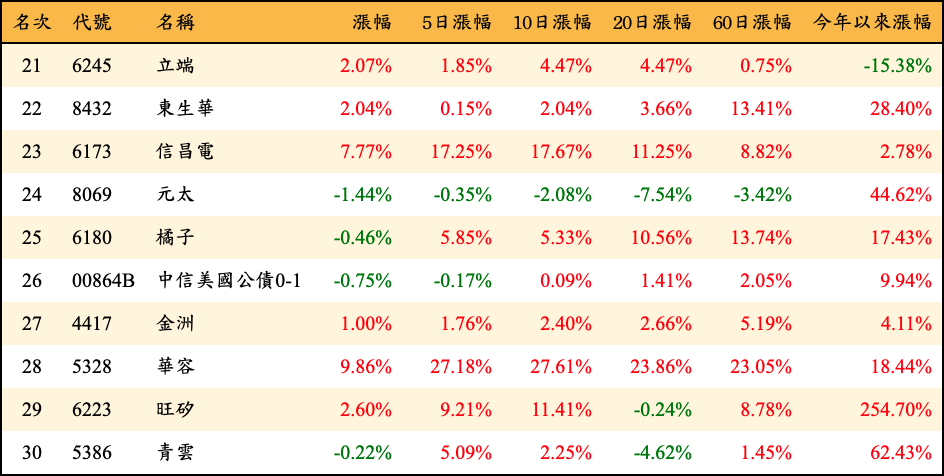 名次 代號 名稱 漲幅 5日漲幅 10日漲幅 20日漲幅 60日漲幅 今年以來漲幅
21 6245 立端 2.07% 1.85% 4.47% 4.47% 0.75% -15.38%
22 8432 東生華 2.04% 0.15% 2.04% 3.66% 13.41% 28.40%
23 6173 信昌電 7.77% 17.25% 17.67% 11.25% 8.82% 2.78%
24 8069 元太 -1.44% -0.35% -2.08% -7.54% -3.42% 44.62%
25 6180 橘子 -0.46% 5.85% 5.33% 10.56% 13.74% 17.43%
26 00864B 中信美國公債0-1 -0.75% -0.17% 0.09% 1.41% 2.05% 9.94%
27 4417 金洲 1.00% 1.76% 2.40% 2.66% 5.19% 4.11%
28 5328 華容 9.86% 27.18% 27.61% 23.86% 23.05% 18.44%
29 6223 旺矽 2.60% 9.21% 11.41% -0.24% 8.78% 254.70%
30 5386 青雲 -0.22% 5.09% 2.25% -4.62% 1.45% 62.43%